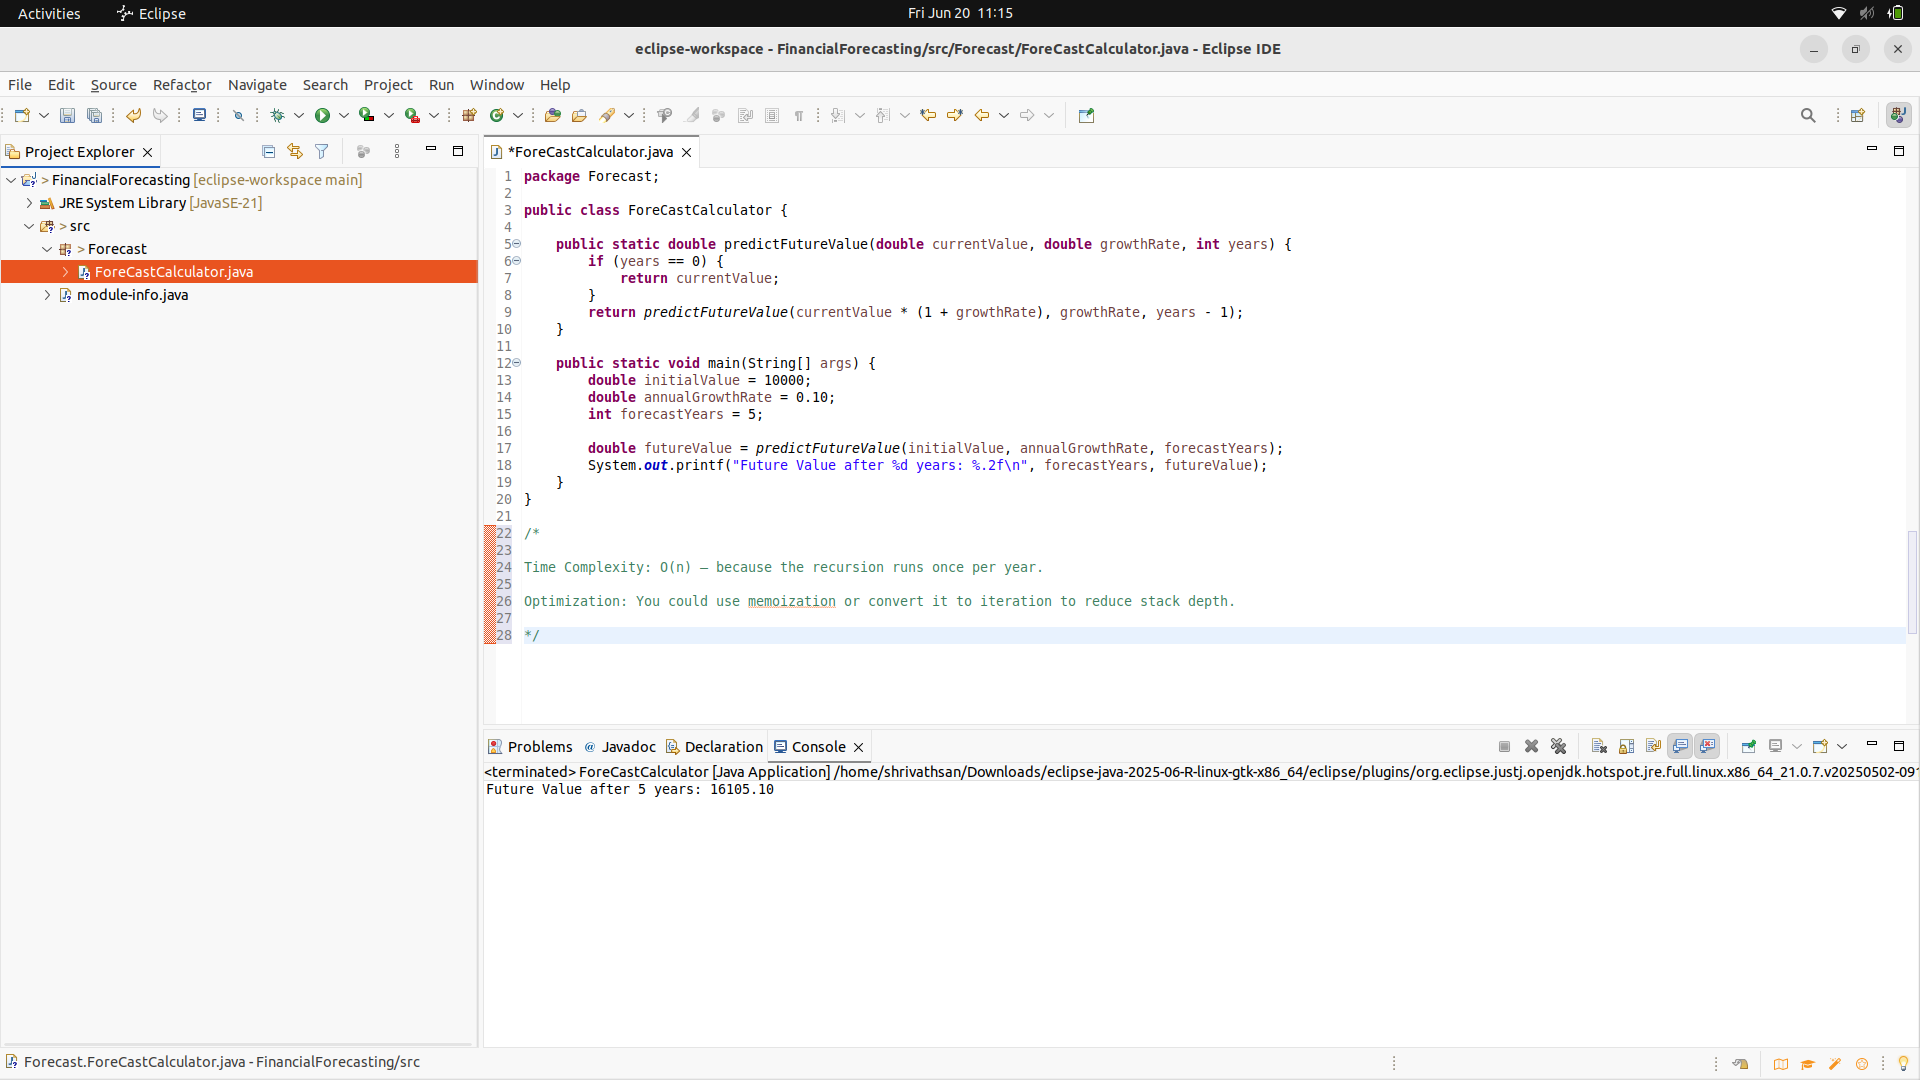 Activities
Eclipse
Fri Jun 20 11:15
eclipse-workspace - FinancialForecasting/src/Forecast/ForeCastCalculator.java - Eclipse IDE
File Edit Source Refactor Navigate Search Project Run Window Help
Project Explorer
> FinancialForecasting [eclipse-workspace main]
JRE System Library [JavaSE-21]
> src
> Forecast
ForeCastCalculator.java
module-info.java
*ForeCastCalculator.java
1 package Forecast;
2
3 public class ForeCastCalculator {
4
5     public static double predictFutureValue(double currentValue, double growthRate, int years) {
6         if (years == 0) {
7             return currentValue;
8         }
9         return predictFutureValue(currentValue * (1 + growthRate), growthRate, years - 1);
10     }
11
12     public static void main(String[] args) {
13         double initialValue = 10000;
14         double annualGrowthRate = 0.10;
15         int forecastYears = 5;
16
17         double futureValue = predictFutureValue(initialValue, annualGrowthRate, forecastYears);
18         System.out.printf("Future Value after %d years: %.2f\n", forecastYears, futureValue);
19     }
20 }
21
22 /*
23
24 Time Complexity: O(n) – because the recursion runs once per year.
25
26 Optimization: You could use memoization or convert it to iteration to reduce stack depth.
27
28 */
Problems @ Javadoc Declaration Console
<terminated> ForeCastCalculator [Java Application] /home/shrivathsan/Downloads/eclipse-java-2025-06-R-linux-gtk-x86_64/eclipse/plugins/org.eclipse.justj.openjdk.hotspot.jre.full.linux.x86_64_21.0.7.v20250502-091
Future Value after 5 years: 16105.10
Forecast.ForeCastCalculator.java - FinancialForecasting/src